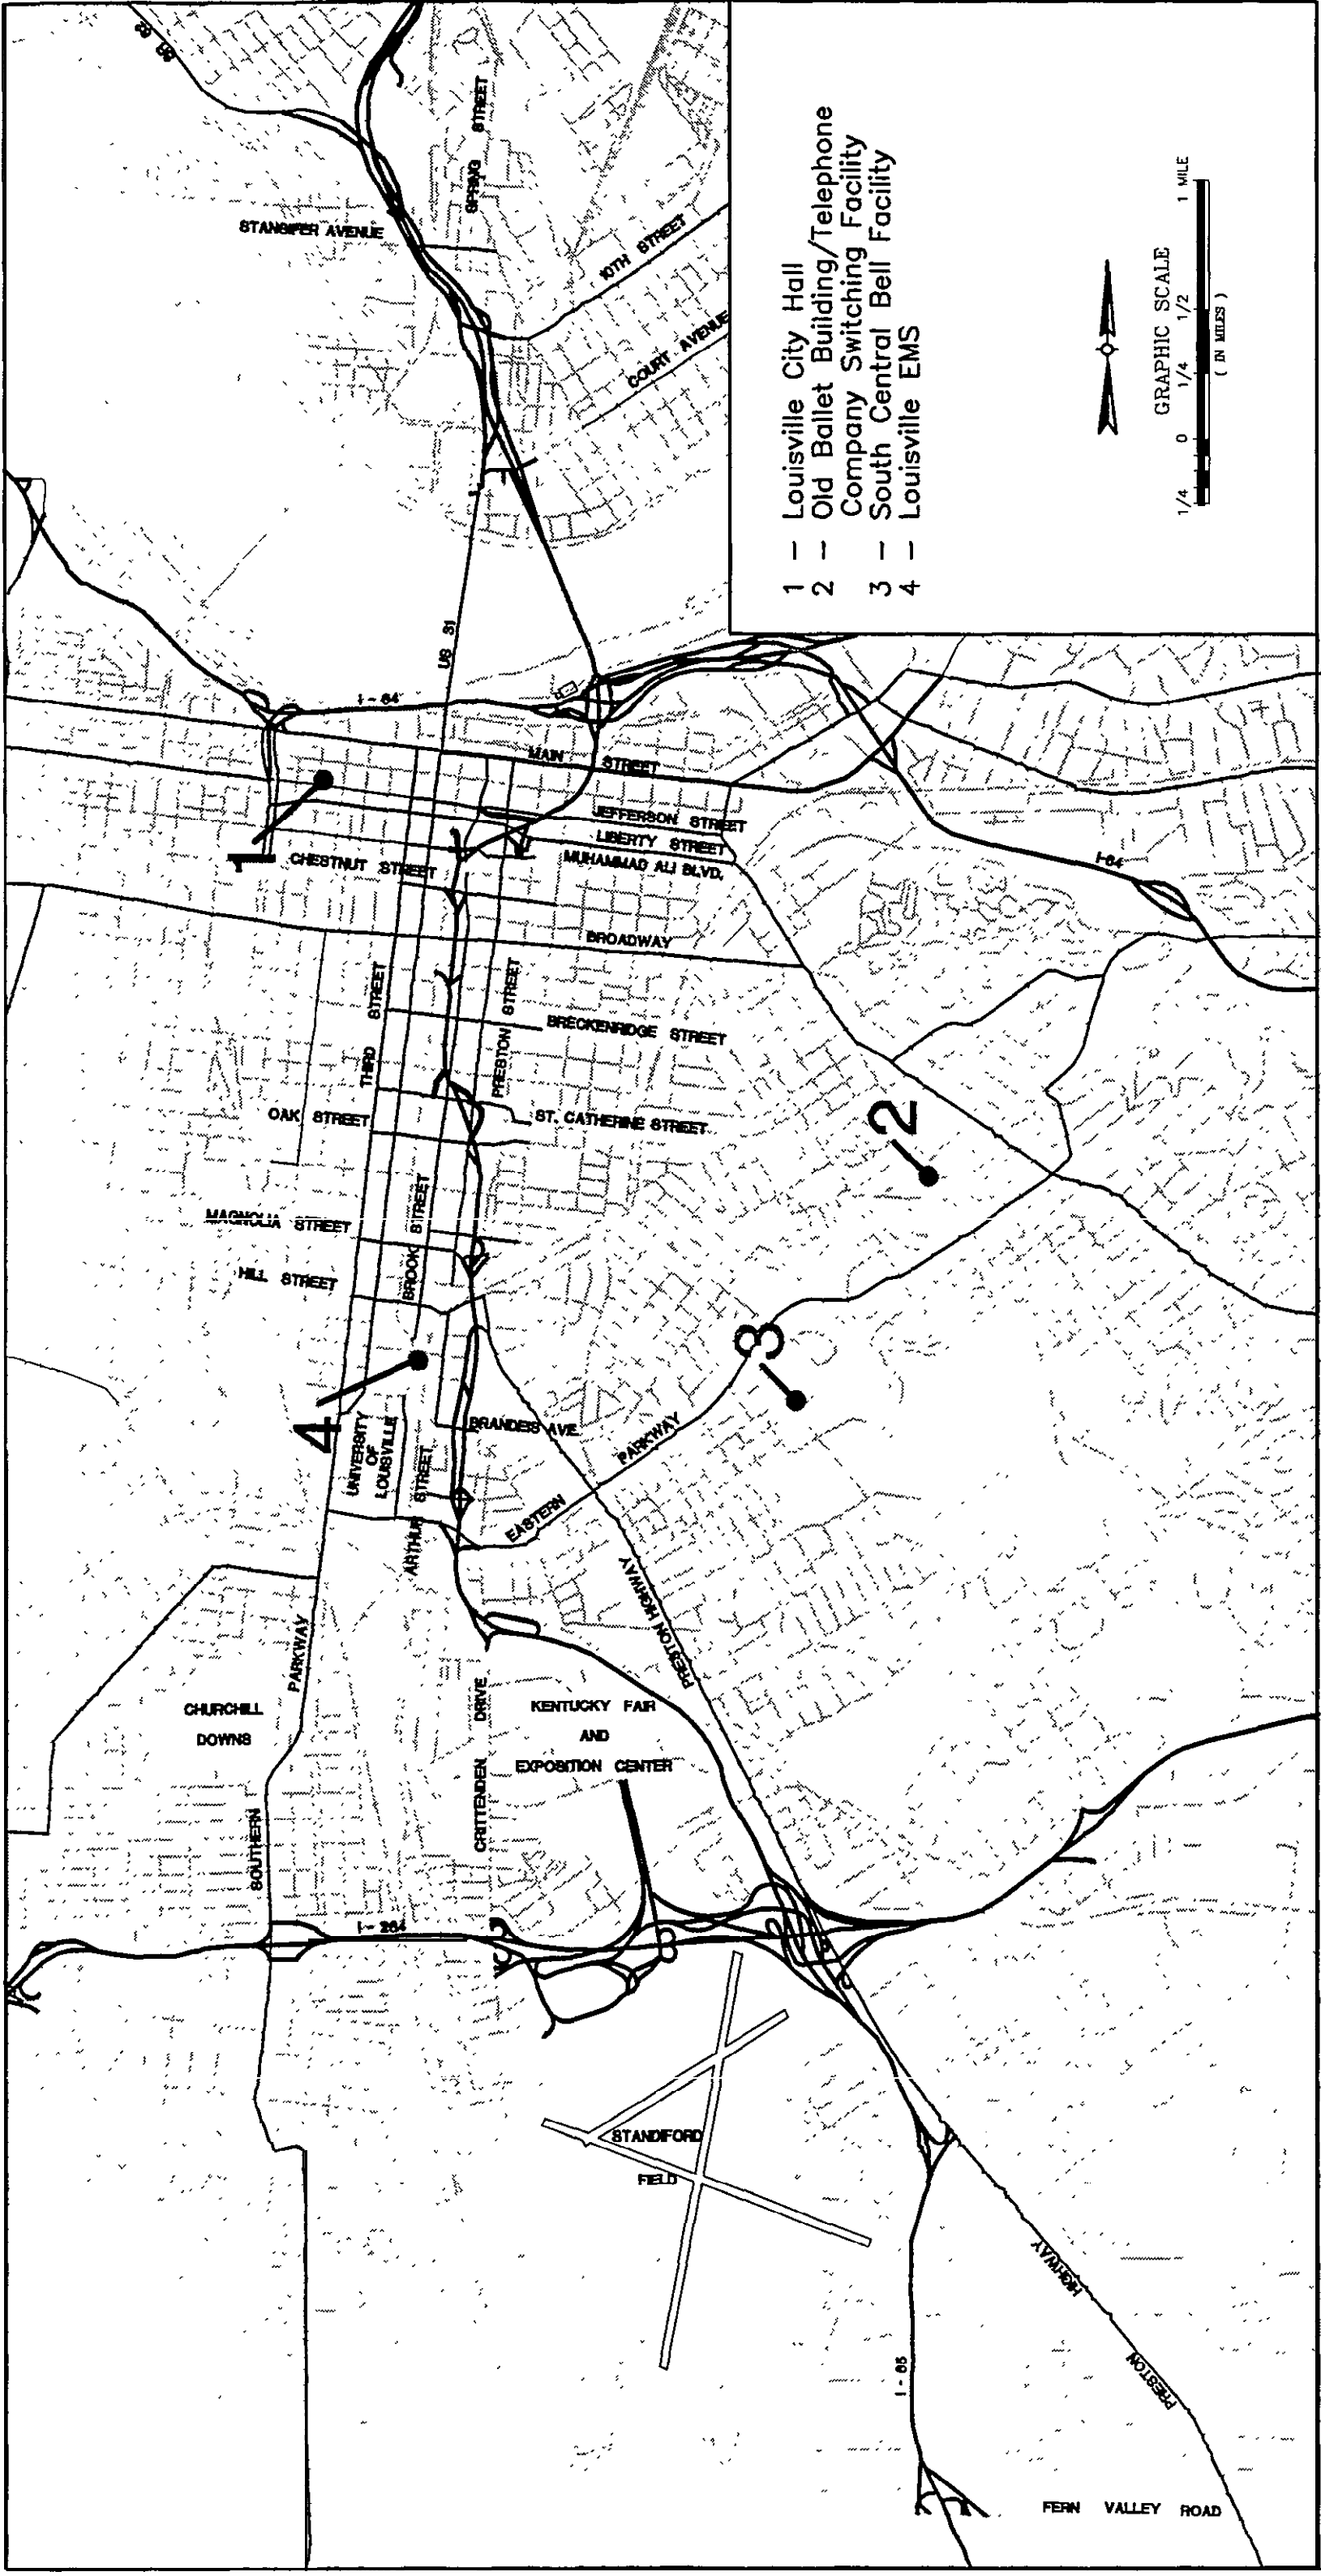 STANSIFER AVENUE
SPRING STREET
10TH STREET
COURT AVENUE
1 - Louisville City Hall
2 -- Old Ballet Building/Telephone
Company Switching Facility
3 - South Central Bell Facility
4 - Louisville EMS
GRAPHIC SCALE
1/4 0 1/4 1/2 1 MILE
( IN MILES )
US 31
I - 64
MAIN STREET
JEFFERSON STREET
LIBERTY STREET
MUHAMMAD ALI BLVD.
1
CHESTNUT STREET
I-64
BROADWAY
THIRD STREET
PRESTON STREET
BRECKENRIDGE STREET
OAK STREET
ST. CATHERINE STREET
2
MAGNOLIA STREET
BROOK STREET
HILL STREET
3
4
UNIVERSITY
OF
LOUISVILLE
BRANDEIS AVE.
ARTHUR STREET
EASTERN PARKWAY
PRESTON HIGHWAY
SOUTHERN PARKWAY
CHURCHILL
DOWNS
CRITTENDEN DRIVE
KENTUCKY FAIR
AND
EXPOSITION CENTER
I - 264
STANDIFORD
FIELD
I - 65
PRESTON HIGHWAY
FERN VALLEY ROAD